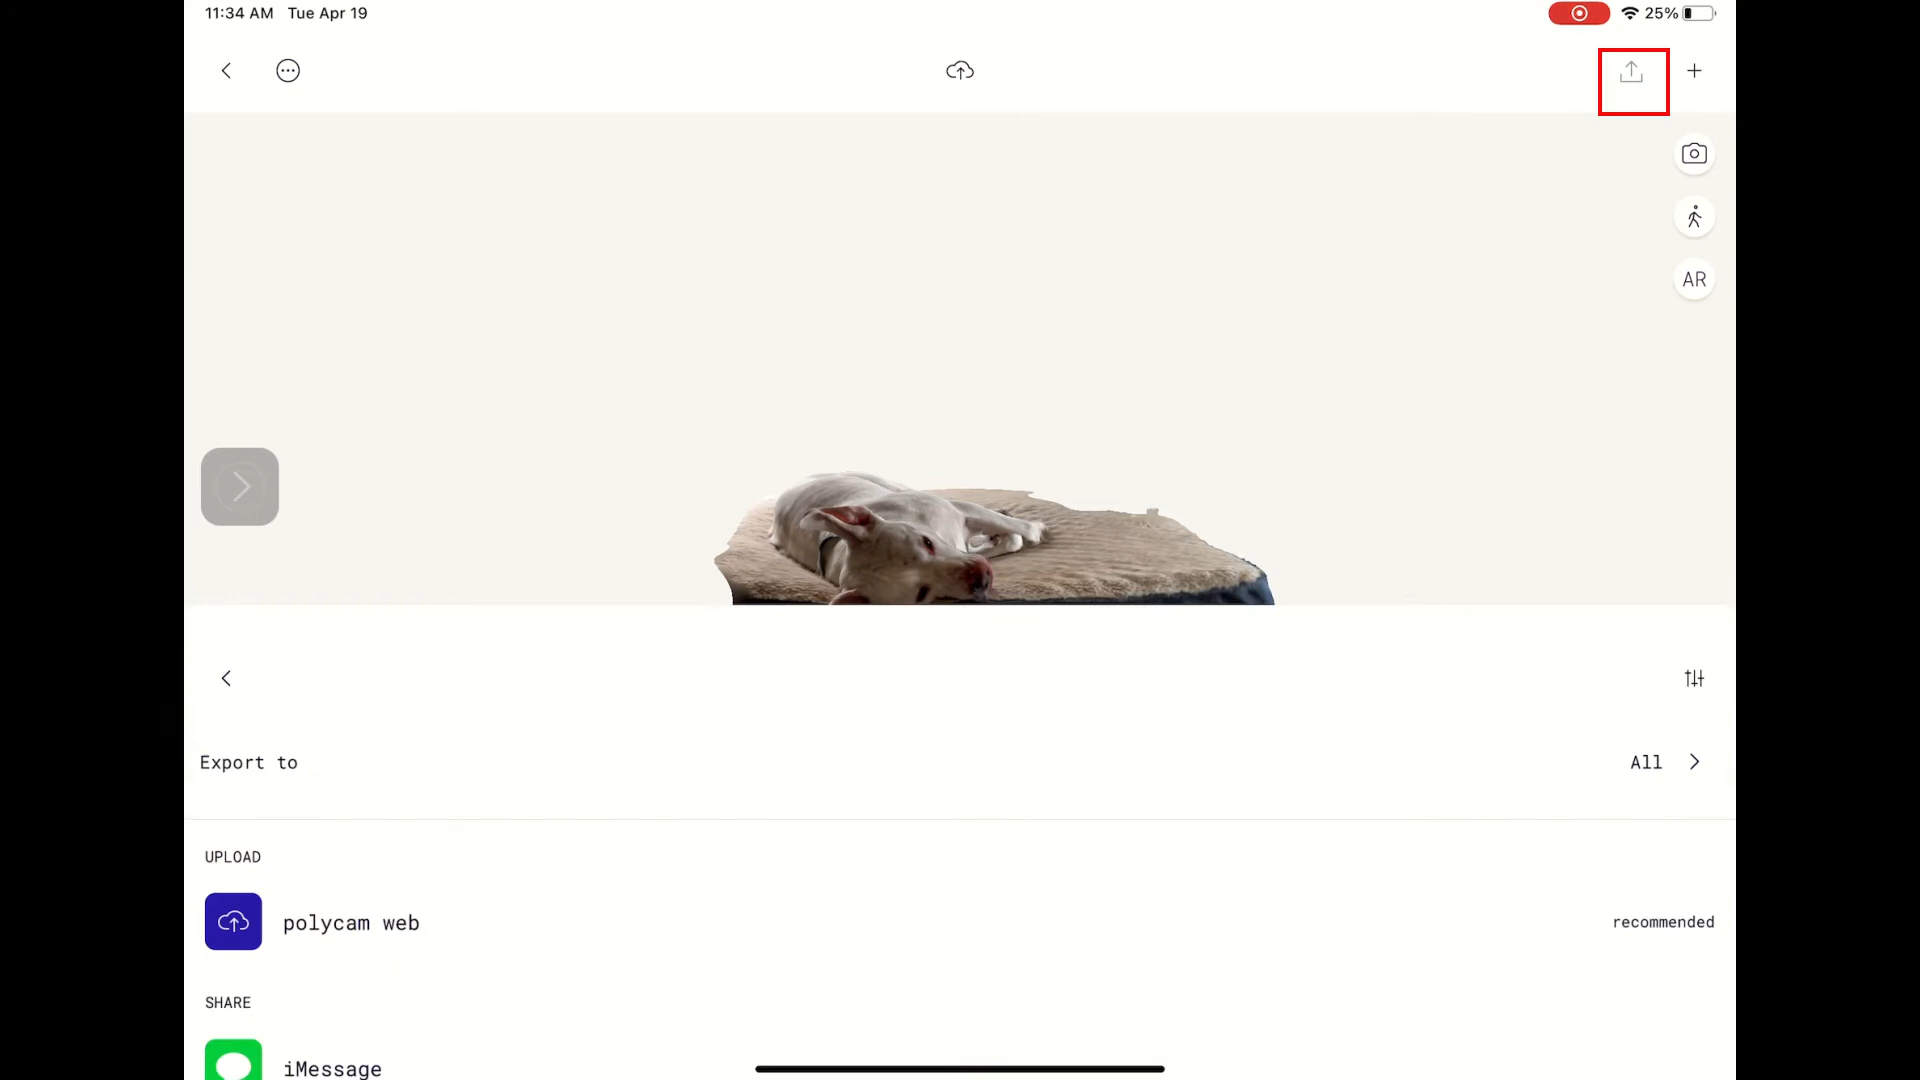 11:34 AM Tue Apr 19
25%
AR
Export to
All
UPLOAD
polycam web
recommended
SHARE
iMessage